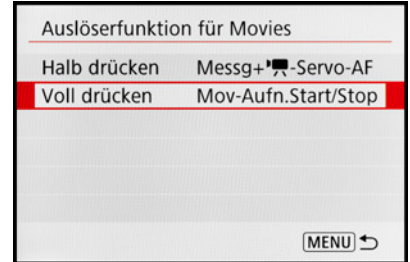 Auslöserfunktion für Movies
Halb drücken Messg+'🎥-Servo-AF
Voll drücken Mov-Aufn.Start/Stop
MENU